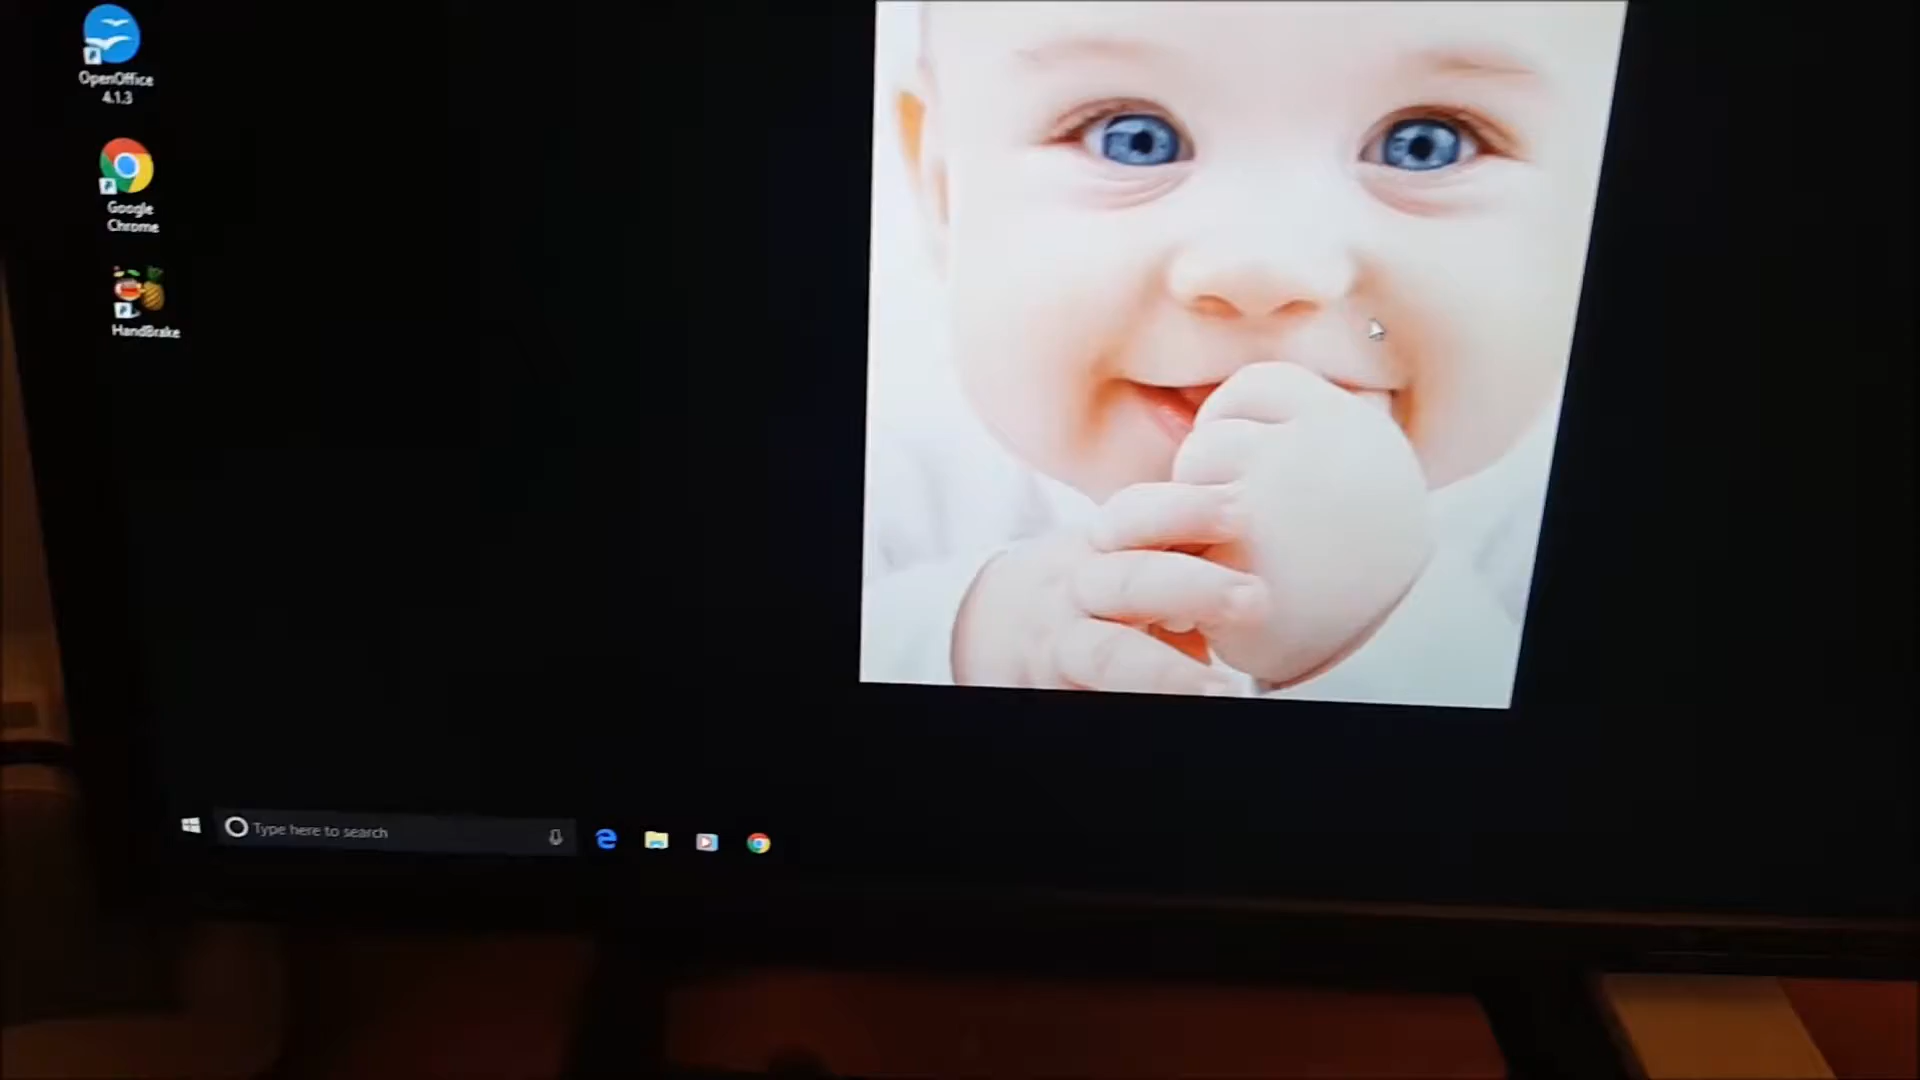 OpenOffice
4.1.3
Google
Chrome
HandBrake
Type here to search